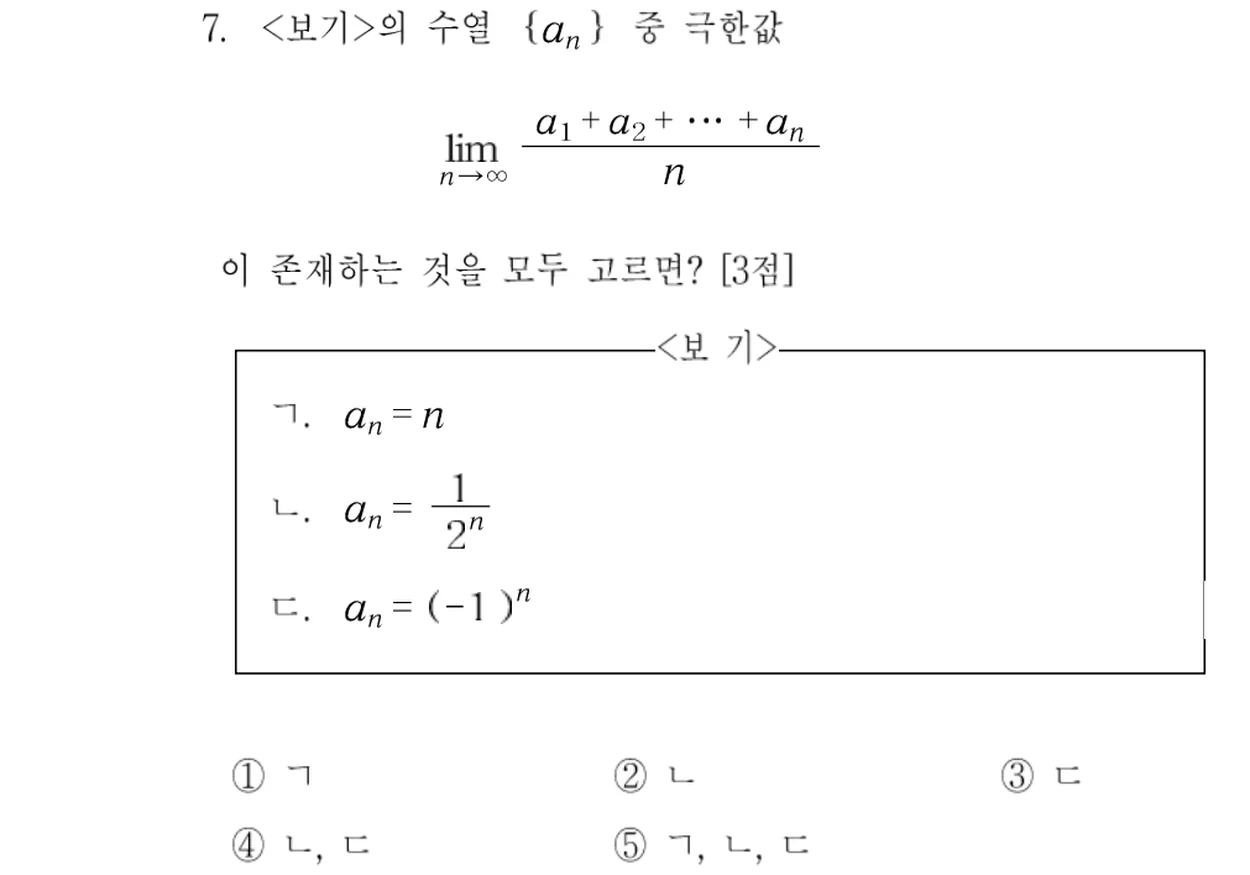 7. <보기>의 수열 {aₙ} 중 극한값
lim n→∞ (a₁+a₂+ ⋯ +aₙ)/n
이 존재하는 것을 모두 고르면? [3점]
<보 기>
ㄱ. aₙ = n
ㄴ. aₙ = 1/2ⁿ
ㄷ. aₙ = (-1)ⁿ
① ㄱ ② ㄴ ③ ㄷ
④ ㄴ, ㄷ ⑤ ㄱ, ㄴ, ㄷ